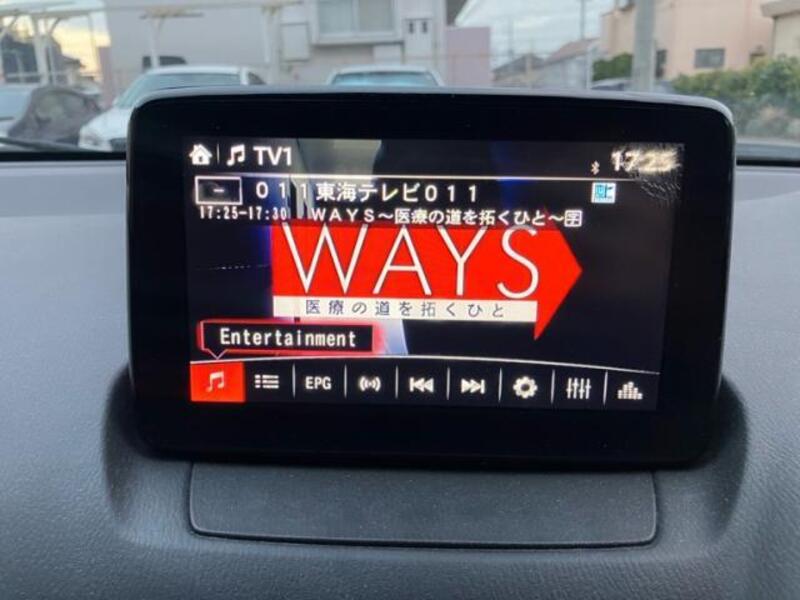 TV1
17:25
011東海テレビ011
17:25-17:30 WAYS～医療の道を拓くひと～字
WAYS
医療の道を拓くひと
Entertainment
EPG